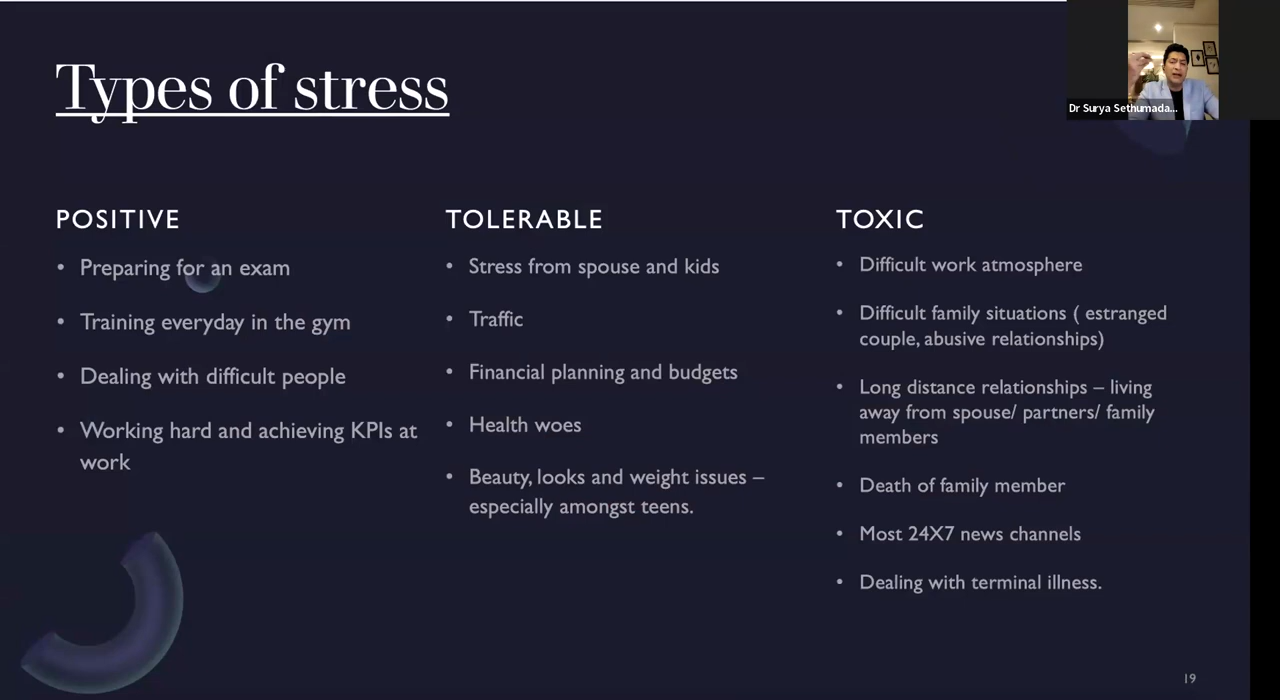 Types of stress
Dr Surya Sethumada...
POSITIVE
• Preparing for an exam
• Training everyday in the gym
• Dealing with difficult people
• Working hard and achieving KPIs at
work
TOLERABLE
• Stress from spouse and kids
• Traffic
• Financial planning and budgets
• Health woes
• Beauty, looks and weight issues –
especially amongst teens.
TOXIC
• Difficult work atmosphere
• Difficult family situations ( estranged
couple, abusive relationships)
• Long distance relationships – living
away from spouse/ partners/ family
members
• Death of family member
• Most 24X7 news channels
• Dealing with terminal illness.
19